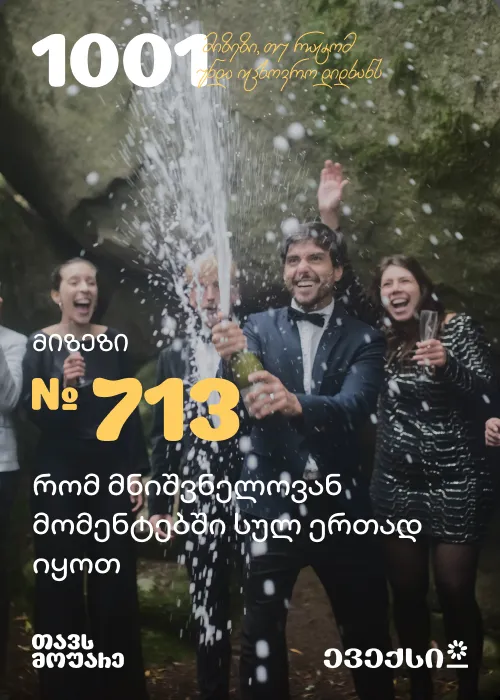 1001 მიზეზი, თუ რატომ
უნდა იცხოვრო დიდხანს
მიზეზი
№ 713
რომ მნიშვნელოვან
მომენტებში სულ ერთად
იყოთ
თავს
მოუარე
ევექსი